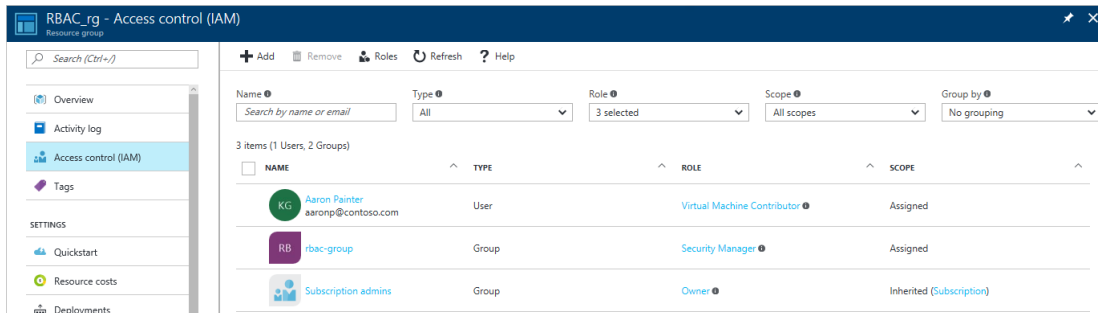 RBAC_rg - Access control (IAM)
Resource group
Search (Ctrl+/)
Overview
Activity log
Access control (IAM)
Tags
SETTINGS
Quickstart
Resource costs
Deployments
Add Remove Roles Refresh ? Help
Name Type Role Scope Group by
Search by name or email All 3 selected All scopes No grouping
3 items (1 Users, 2 Groups)
NAME TYPE ROLE SCOPE
KG Aaron Painter User Virtual Machine Contributor Assigned
aaronp@contoso.com
RB rbac-group Group Security Manager Assigned
Subscription admins Group Owner Inherited (Subscription)